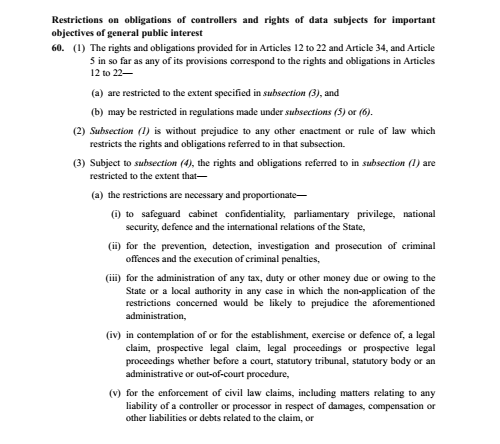 Restrictions on obligations of controllers and rights of data subjects for important
objectives of general public interest
60. (1) The rights and obligations provided for in Articles 12 to 22 and Article 34, and Article
5 in so far as any of its provisions correspond to the rights and obligations in Articles
12 to 22—
(a) are restricted to the extent specified in subsection (3), and
(b) may be restricted in regulations made under subsections (5) or (6).
(2) Subsection (1) is without prejudice to any other enactment or rule of law which
restricts the rights and obligations referred to in that subsection.
(3) Subject to subsection (4), the rights and obligations referred to in subsection (1) are
restricted to the extent that—
(a) the restrictions are necessary and proportionate—
(i) to safeguard cabinet confidentiality, parliamentary privilege, national
security, defence and the international relations of the State,
(ii) for the prevention, detection, investigation and prosecution of criminal
offences and the execution of criminal penalties,
(iii) for the administration of any tax, duty or other money due or owing to the
State or a local authority in any case in which the non-application of the
restrictions concerned would be likely to prejudice the aforementioned
administration,
(iv) in contemplation of or for the establishment, exercise or defence of, a legal
claim, prospective legal claim, legal proceedings or prospective legal
proceedings whether before a court, statutory tribunal, statutory body or an
administrative or out-of-court procedure,
(v) for the enforcement of civil law claims, including matters relating to any
liability of a controller or processor in respect of damages, compensation or
other liabilities or debts related to the claim, or